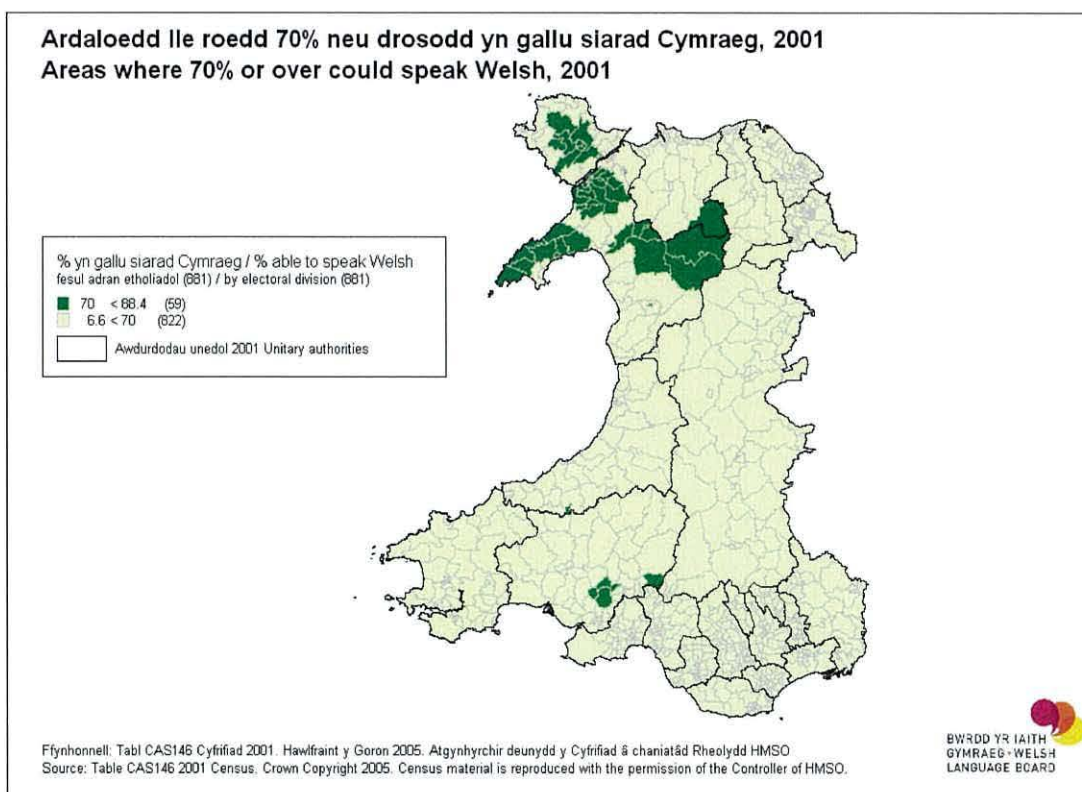 Ardaloedd lle roedd 70% neu drosodd yn gallu siarad Cymraeg, 2001
Areas where 70% or over could speak Welsh, 2001
% yn gallu siarad Cymraeg / % able to speak Welsh
fesul adran etholiadol (881) / by electoral division (881)
70 < 88.4 (59)
6.6 < 70 (822)
Awdurdodau unedol 2001 Unitary authorities
Ffynhonnell: Tabl CAS146 Cyfrifiad 2001. Hawlfraint y Goron 2005. Atgynhyrchir deunydd y Cyfrifiad â chaniatâd Rheolydd HMSO
Source: Table CAS146 2001 Census. Crown Copyright 2005. Census material is reproduced with the permission of the Controller of HMSO.
BWRDD YR IAITH
GYMRAEG • WELSH
LANGUAGE BOARD